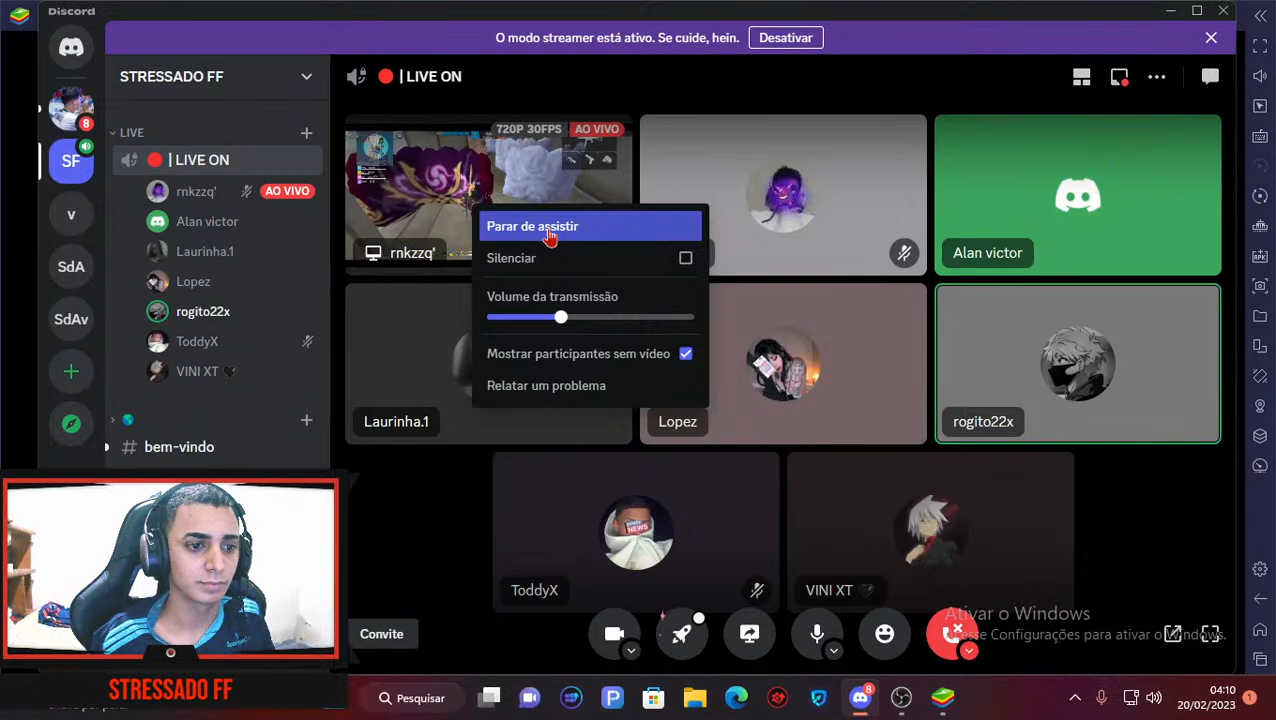 Discord
O modo streamer está ativo. Se cuide, hein.
Desativar
STRESSADO FF
| LIVE ON
LIVE
| LIVE ON
rnkzzq'
AO VIVO
Alan victor
Laurinha.1
Lopez
rogito22x
ToddyX
VINI XT
bem-vindo
8
SF
v
SdA
SdAv
720P 30FPS
AO VIVO
rnkzzq'
Parar de assistir
Silenciar
Volume da transmissão
Mostrar participantes sem vídeo
Relatar um problema
Alan victor
Laurinha.1
Lopez
rogito22x
NEWS
ToddyX
VINI XT
Convite
Ativar o Windows
Acesse Configurações para ativar o Windows.
STRESSADO FF
Pesquisar
8
04:10
20/02/2023
1